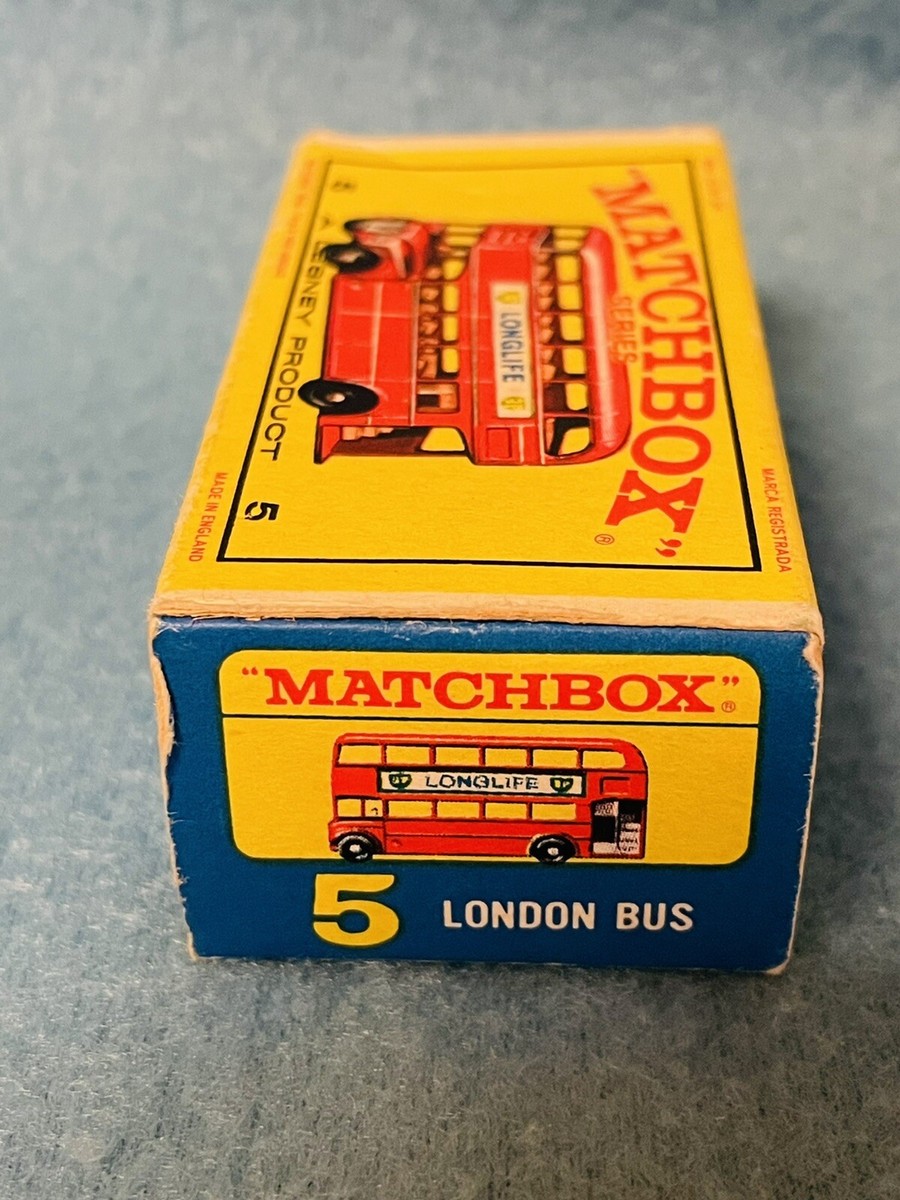 "MATCHBOX"®
SERIES
LONGLIFE
A LESNEY PRODUCT
5
MADE IN ENGLAND
MARCA REGISTRADA
"MATCHBOX"®
LONGLIFE
5 LONDON BUS